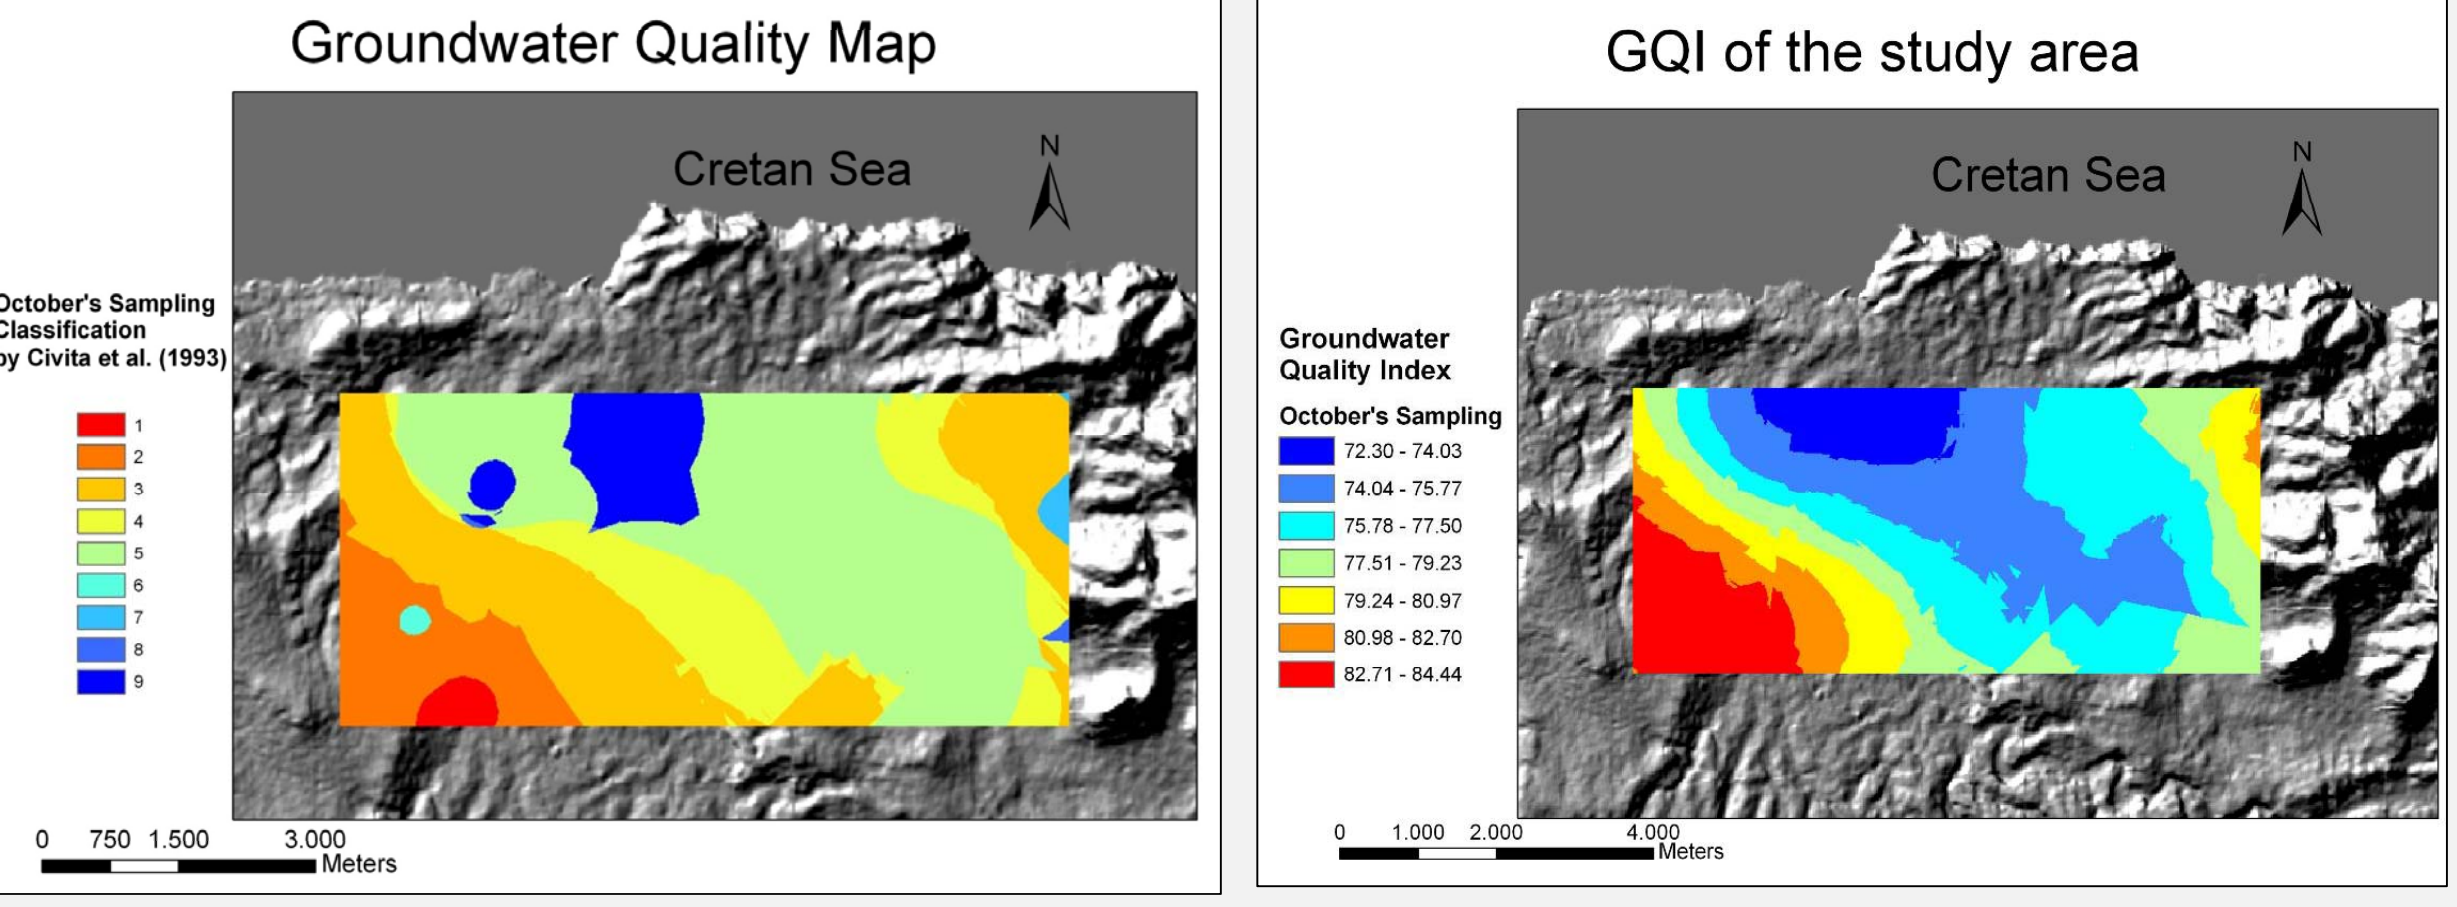 Groundwater Quality Map
Cretan Sea
N
October's Sampling
Classification
by Civita et al. (1993)
1
2
3
4
5
6
7
8
9
0 750 1.500 3.000
Meters
GQI of the study area
Cretan Sea
N
Groundwater
Quality Index
October's Sampling
72.30 - 74.03
74.04 - 75.77
75.78 - 77.50
77.51 - 79.23
79.24 - 80.97
80.98 - 82.70
82.71 - 84.44
0 1.000 2.000 4.000
Meters